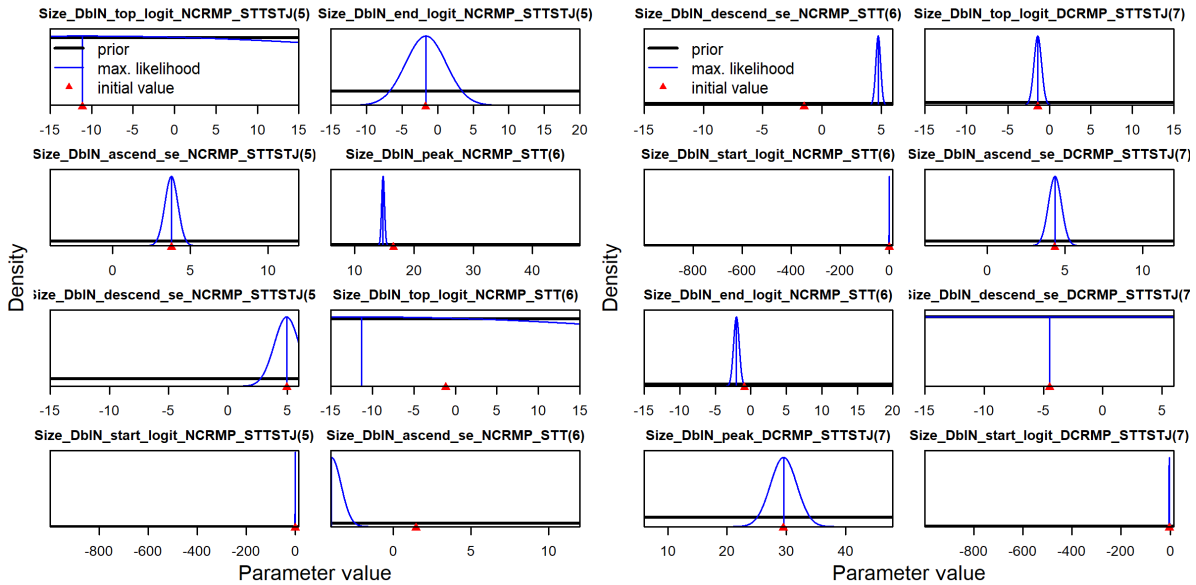 Size_DblN_top_logit_NCRMP_STTSTJ(5)
prior
max. likelihood
initial value
-15 -10 -5 0 5 10 15
Size_DblN_end_logit_NCRMP_STTSTJ(5)
-15 -10 -5 0 5 10 15 20
Size_DblN_ascend_se_NCRMP_STTSTJ(5)
0 5 10
Size_DblN_peak_NCRMP_STT(6)
10 20 30 40
Size_DblN_descend_se_NCRMP_STTSTJ(5
-15 -10 -5 0 5
Size_DblN_top_logit_NCRMP_STT(6)
-15 -10 -5 0 5 10 15
Size_DblN_start_logit_NCRMP_STTSTJ(5)
-800 -600 -400 -200 0
Size_DblN_ascend_se_NCRMP_STT(6)
0 5 10
Density
Parameter value
Size_DblN_descend_se_NCRMP_STT(6)
prior
max. likelihood
initial value
-15 -10 -5 0 5
Size_DblN_top_logit_DCRMP_STTSTJ(7)
-15 -10 -5 0 5 10 15
Size_DblN_start_logit_NCRMP_STT(6)
-800 -600 -400 -200 0
Size_DblN_ascend_se_DCRMP_STTSTJ(7)
0 5 10
Size_DblN_end_logit_NCRMP_STT(6)
-15 -10 -5 0 5 10 15 20
Size_DblN_descend_se_DCRMP_STTSTJ(7
-15 -10 -5 0 5
Size_DblN_peak_DCRMP_STTSTJ(7)
10 20 30 40
Size_DblN_start_logit_DCRMP_STTSTJ(7)
-800 -600 -400 -200 0
Density
Parameter value